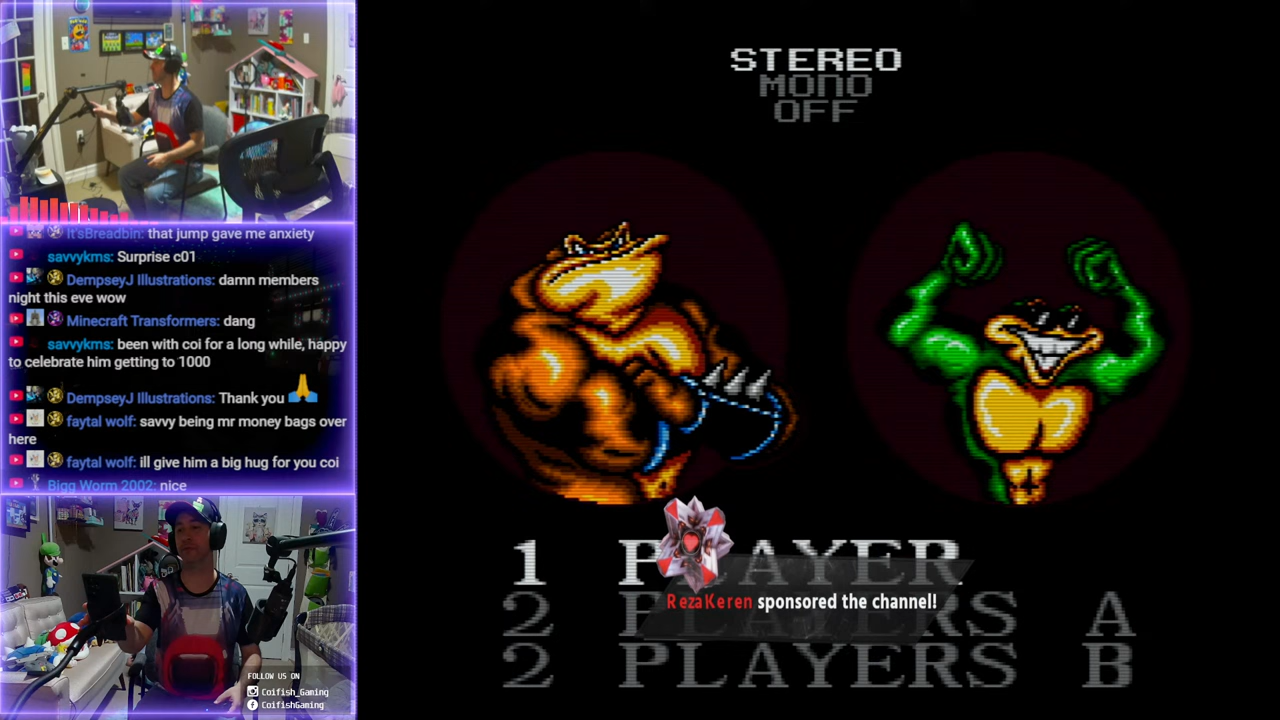 STEREO
MONO
OFF
It'sBreadbin: that jump gave me anxiety
savvykms: Surprise c01
DempseyJ Illustrations: damn members
night this eve wow
Minecraft Transformers: dang
savvykms: been with coi for a long while, happy
to celebrate him getting to 1000
DempseyJ Illustrations: Thank you 🙏
faytal wolf: savvy being mr money bags over
here
faytal wolf: ill give him a big hug for you coi
Bigg Worm 2002: nice
1 PLAYER
RezaKeren sponsored the channel!
2 PLAYERS A
2 PLAYERS B
FOLLOW US ON
Coifish_Gaming
CoifishGaming